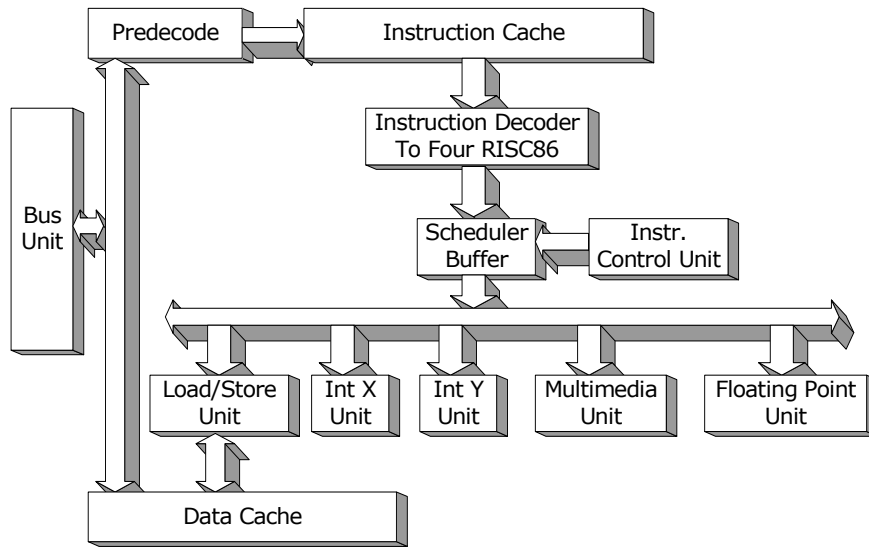 Predecode
Instruction Cache
Instruction Decoder
To Four RISC86
Bus
Unit
Scheduler
Buffer
Instr.
Control Unit
Load/Store
Unit
Int X
Unit
Int Y
Unit
Multimedia
Unit
Floating Point
Unit
Data Cache